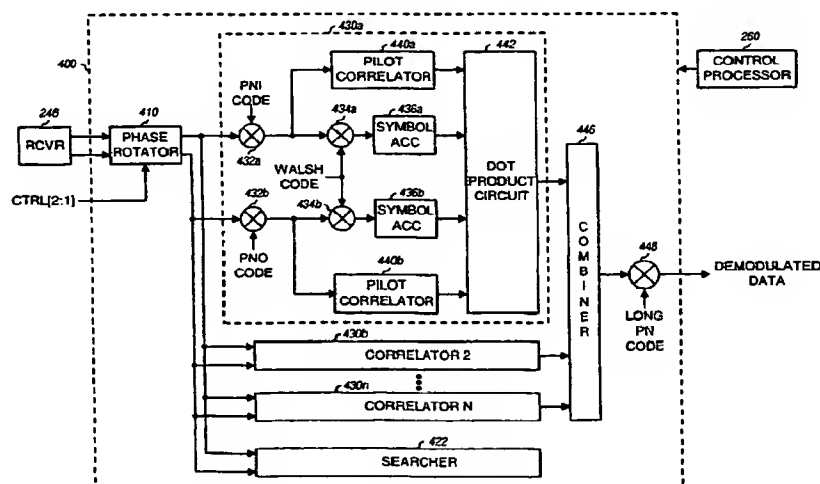 430a
440a
442
400
PILOT
CORRELATOR
260
CONTROL
PROCESSOR
PNI
CODE
434a
436a
246
410
446
RCVR
PHASE
ROTATOR
SYMBOL
ACC
432a
WALSH
CODE
DOT
PRODUCT
CIRCUIT
CTRL[2:1]
432b
434b
436b
SYMBOL
ACC
448
COMBINER
DEMODULATED
DATA
PNO
CODE
440b
PILOT
CORRELATOR
LONG
PN
CODE
430b
CORRELATOR 2
430n
CORRELATOR N
422
SEARCHER